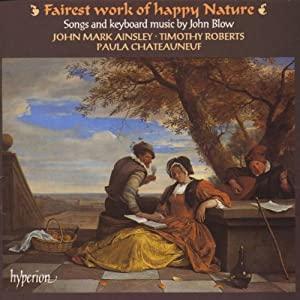 Fairest work of happy Nature
Songs and keyboard music by John Blow
JOHN MARK AINSLEY · TIMOTHY ROBERTS
PAULA CHATEAUNEUF
hyperion